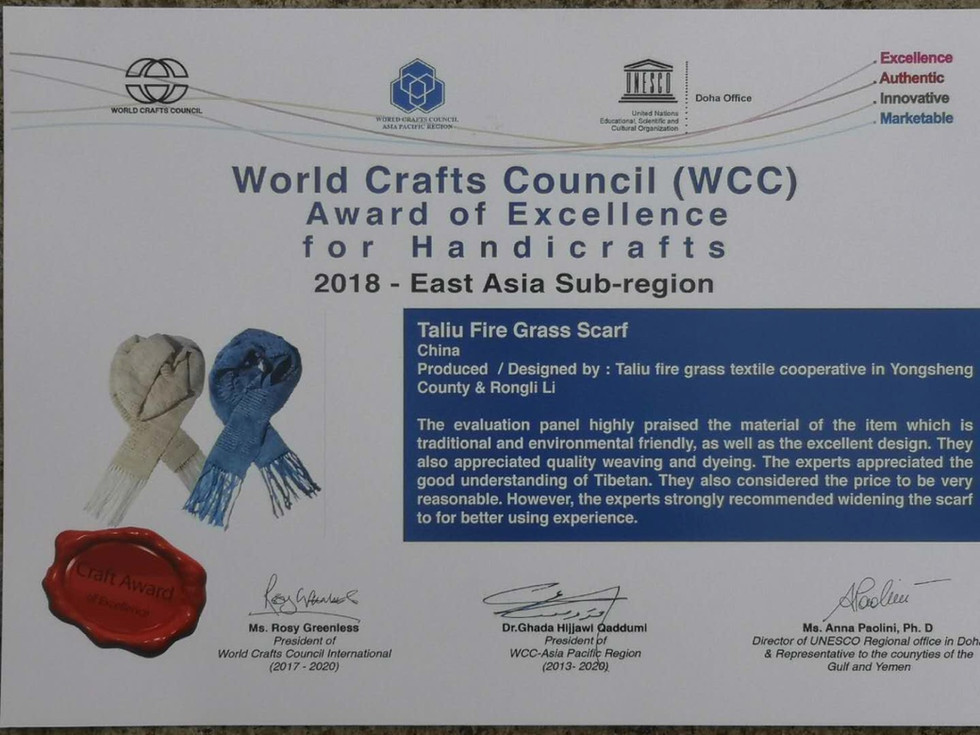 WORLD CRAFTS COUNCIL
WORLD CRAFTS COUNCIL
ASIA PACIFIC REGION
UNESCO
United Nations
Educational, Scientific and
Cultural Organization
Doha Office
Excellence
Authentic
Innovative
Marketable
World Crafts Council (WCC)
Award of Excellence
for Handicrafts
2018 - East Asia Sub-region
Taliu Fire Grass Scarf
China
Produced / Designed by : Taliu fire grass textile cooperative in Yongsheng
County & Rongli Li
The evaluation panel highly praised the material of the item which is
traditional and environmental friendly, as well as the excellent design. They
also appreciated quality weaving and dyeing. The experts appreciated the
good understanding of Tibetan. They also considered the price to be very
reasonable. However, the experts strongly recommended widening the scarf
to for better using experience.
Craft Award
of Excellence
Ms. Rosy Greenless
President of
World Crafts Council International
(2017 - 2020)
Dr.Ghada Hijjawi Qaddumi
President of
WCC-Asia Pacific Region
(2013- 2020)
Ms. Anna Paolini, Ph. D
Director of UNESCO Regional office in Doh
& Representative to the counyties of the
Gulf and Yemen